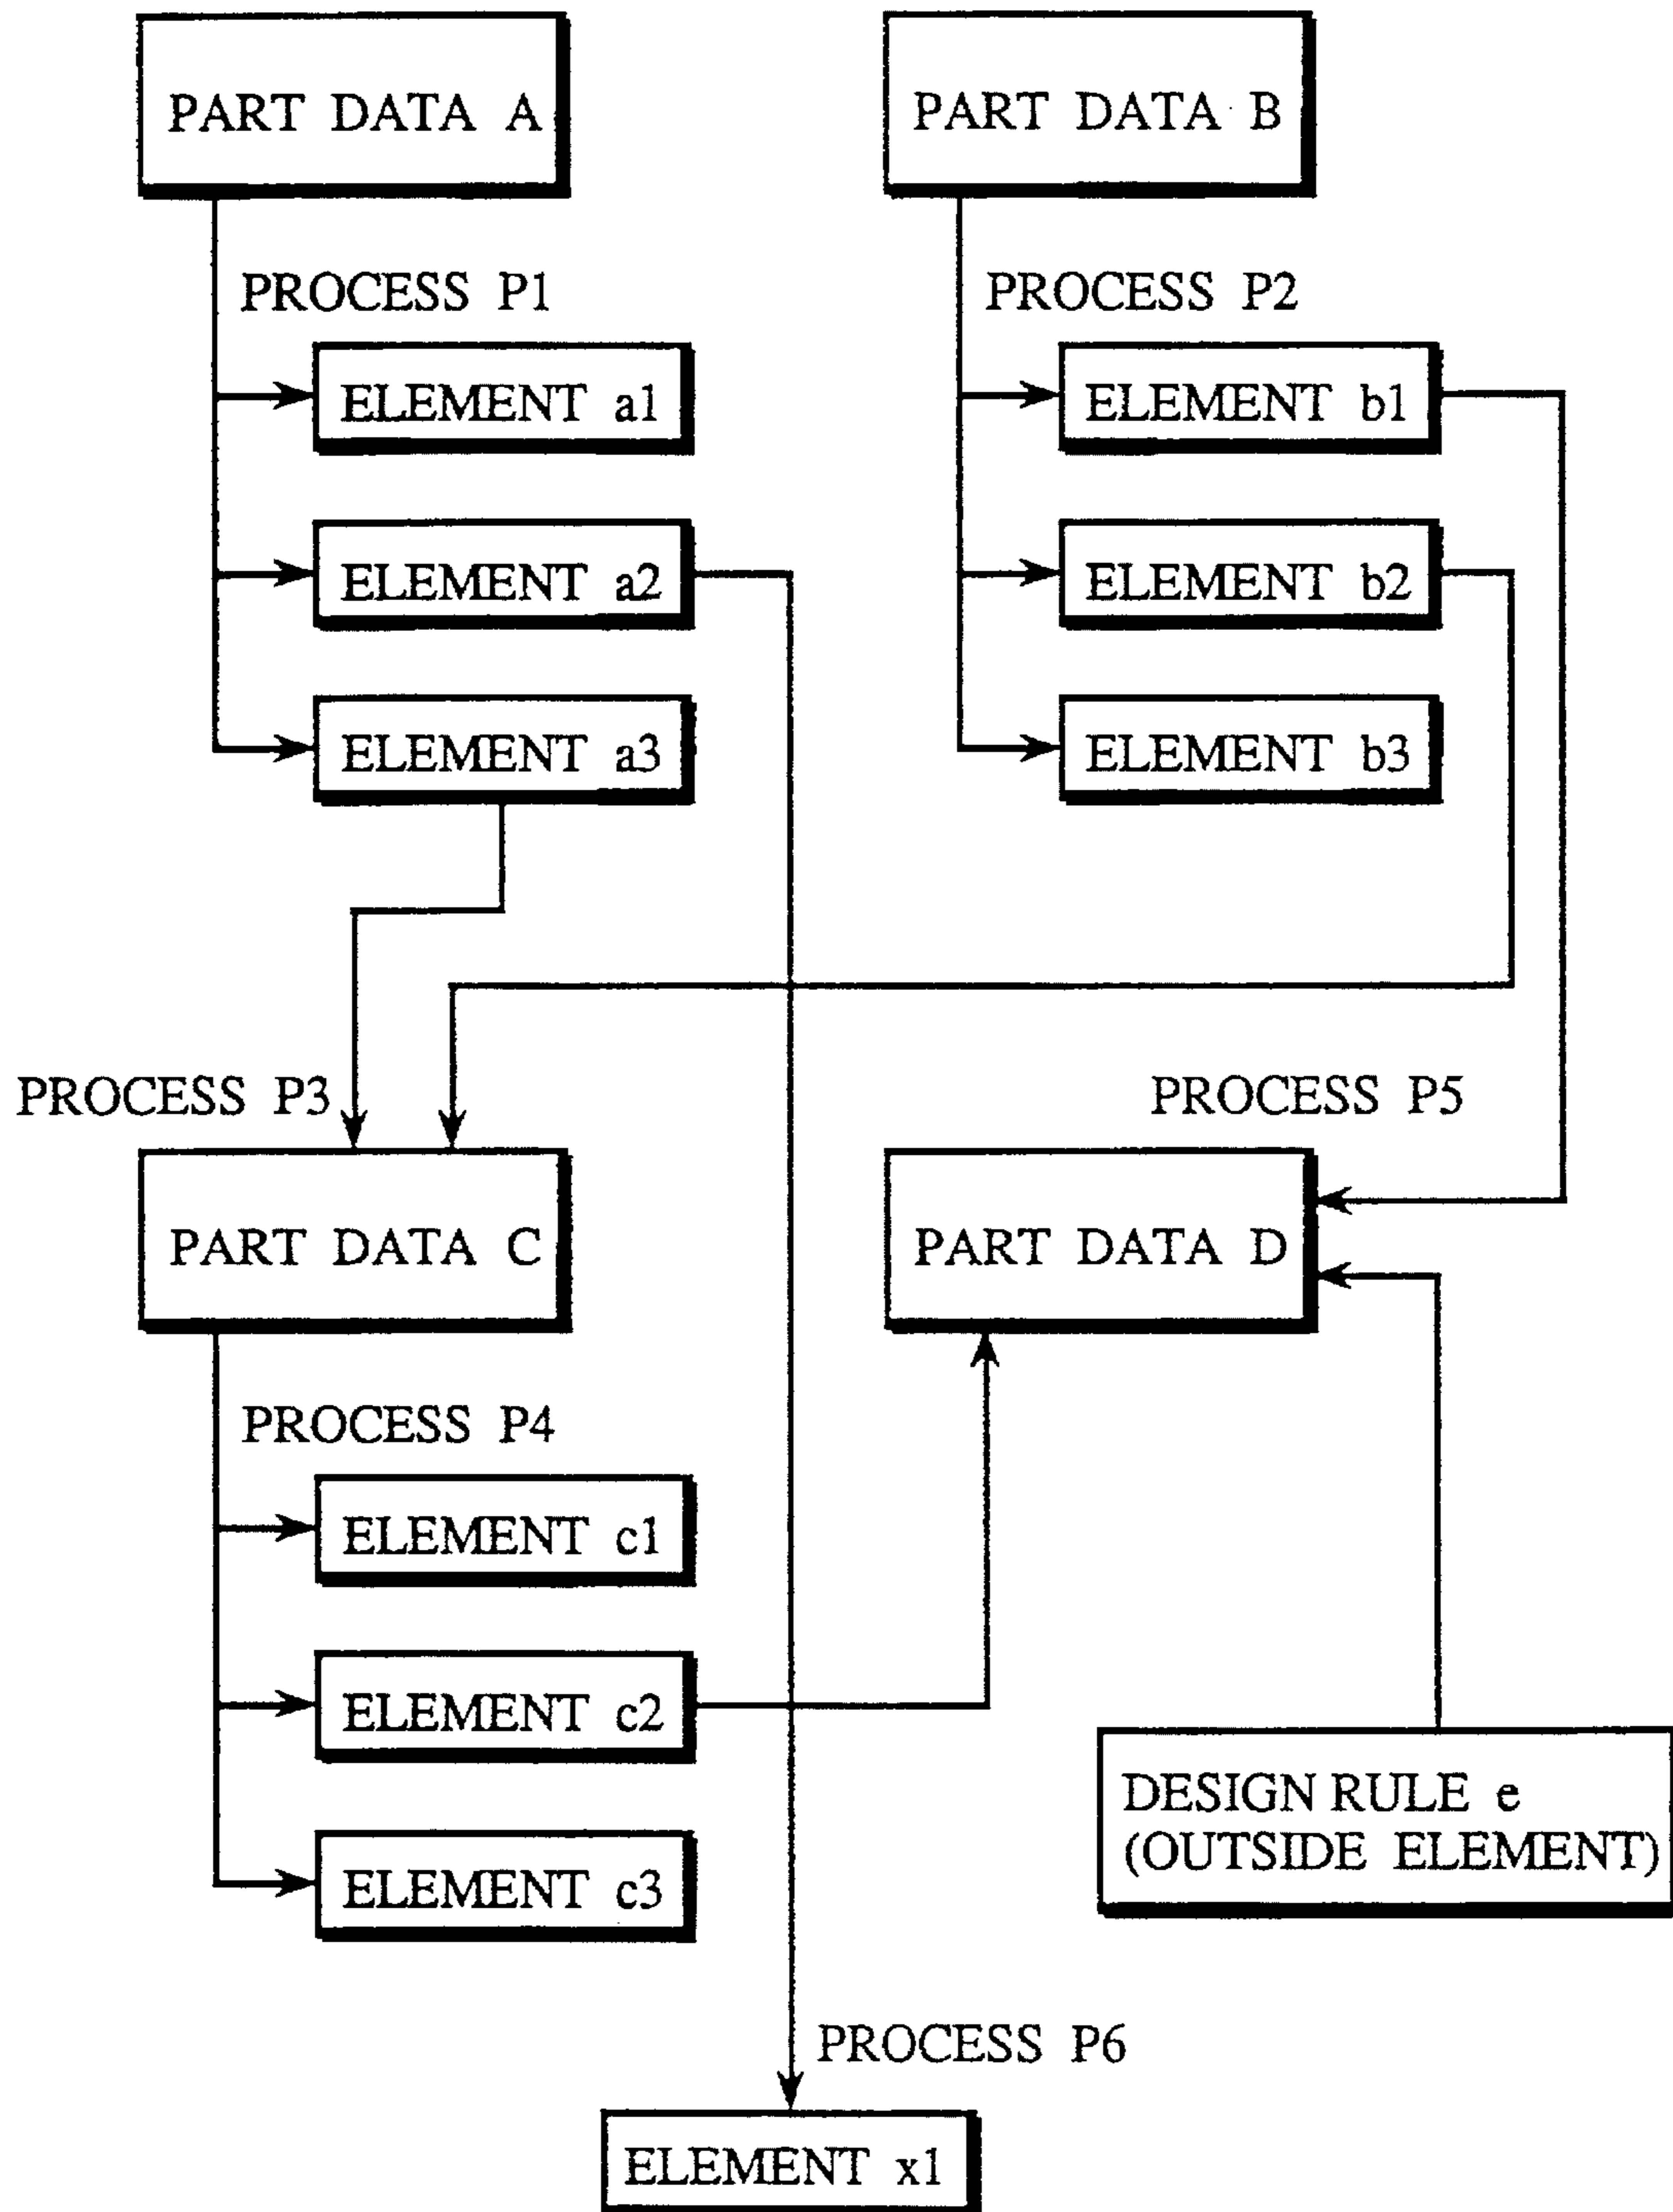 PART DATA A
PART DATA B
PROCESS P1
PROCESS P2
ELEMENT a1
ELEMENT b1
ELEMENT a2
ELEMENT b2
ELEMENT a3
ELEMENT b3
PROCESS P3
PROCESS P5
PART DATA C
PART DATA D
PROCESS P4
ELEMENT c1
ELEMENT c2
DESIGN RULE e
(OUTSIDE ELEMENT)
ELEMENT c3
PROCESS P6
ELEMENT x1